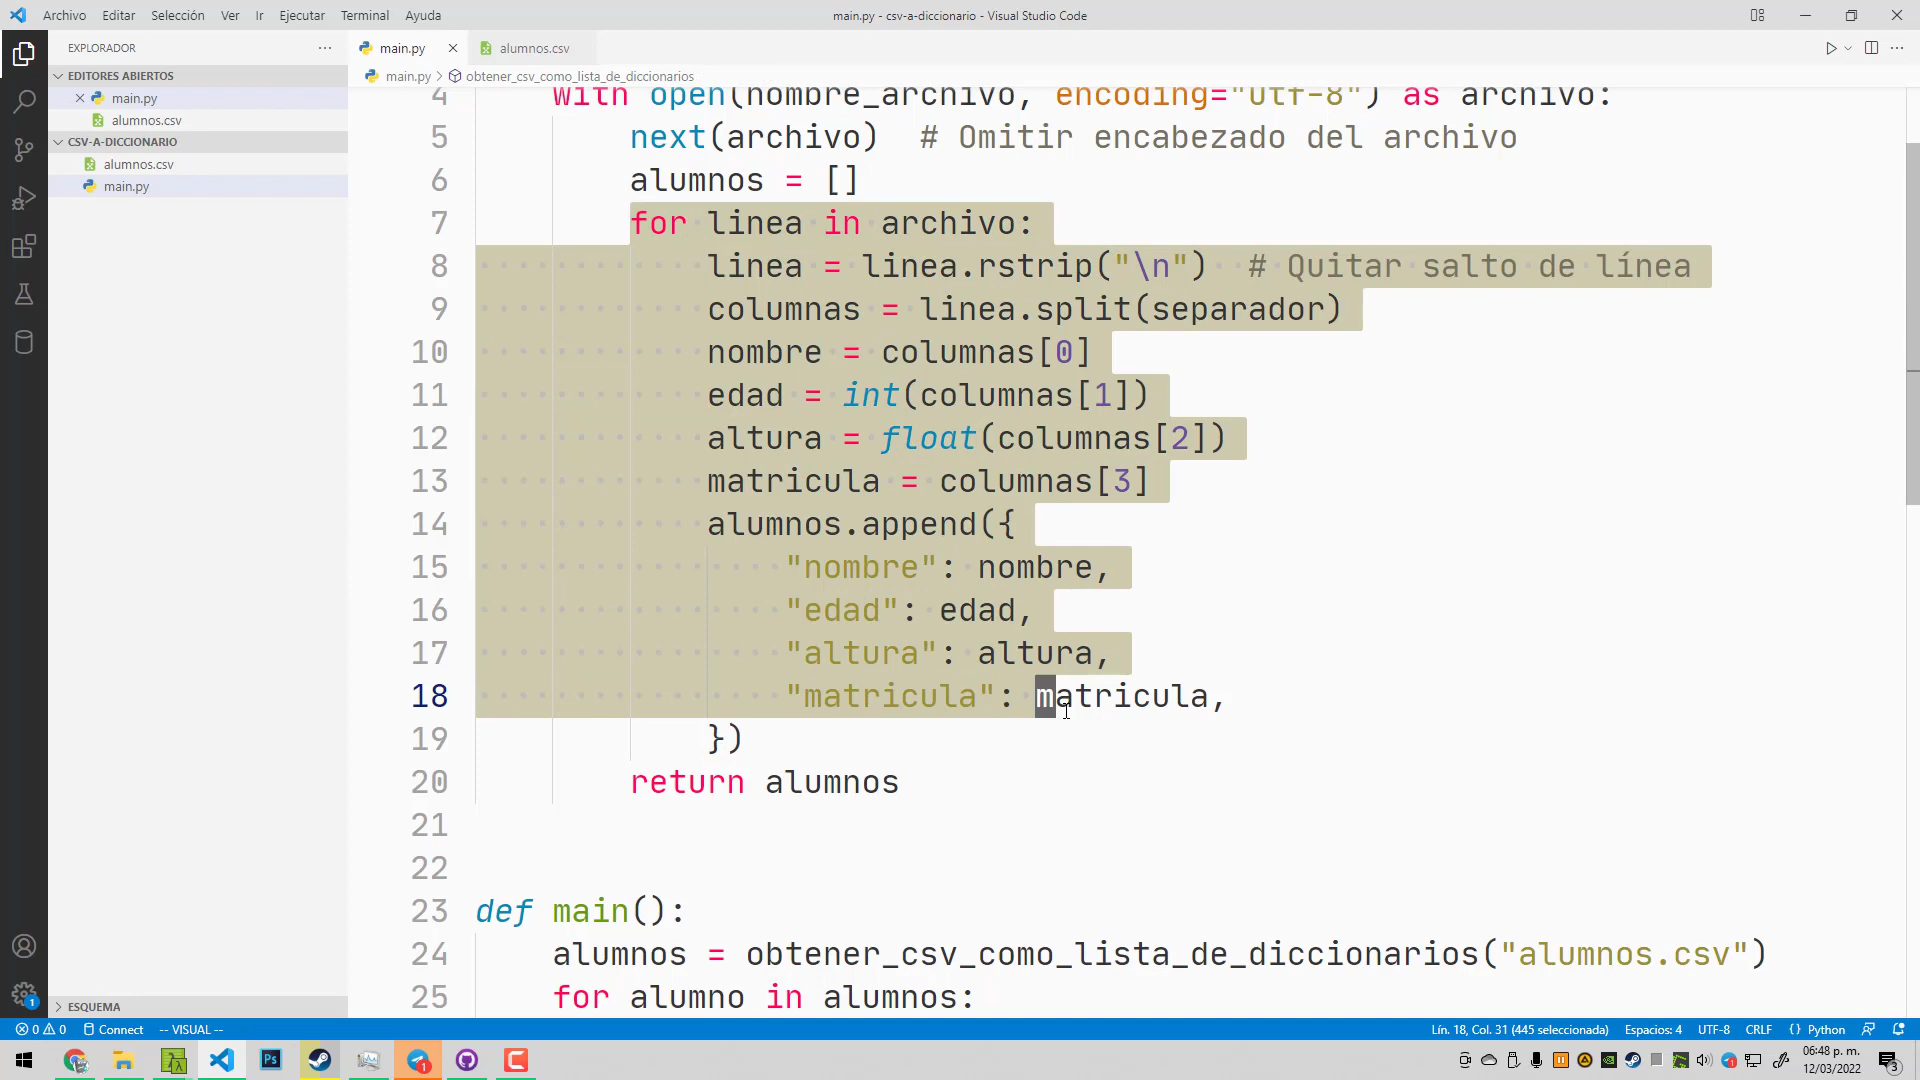 Archivo Editar Selección Ver Ir Ejecutar Terminal Ayuda
main.py - csv-a-diccionario - Visual Studio Code
EXPLORADOR
EDITORES ABIERTOS
main.py
alumnos.csv
CSV-A-DICCIONARIO
alumnos.csv
main.py
ESQUEMA
main.py alumnos.csv
main.py > obtener_csv_como_lista_de_diccionarios
4 with open(nombre_archivo, encoding="utf-8") as archivo:
5 next(archivo)  # Omitir encabezado del archivo
6 alumnos = []
7 for linea in archivo:
8 linea = linea.rstrip("\n")  # Quitar salto de línea
9 columnas = linea.split(separador)
10 nombre = columnas[0]
11 edad = int(columnas[1])
12 altura = float(columnas[2])
13 matricula = columnas[3]
14 alumnos.append({
15 "nombre": nombre,
16 "edad": edad,
17 "altura": altura,
18 "matricula": matricula,
19 })
20 return alumnos
21
22
23 def main():
24 alumnos = obtener_csv_como_lista_de_diccionarios("alumnos.csv")
25 for alumno in alumnos:
1
0 0 Connect -- VISUAL -- Lín. 18, Col. 31 (445 seleccionada) Espacios: 4 UTF-8 CRLF {} Python
Ps 1 06:48 p. m.
12/03/2022 3